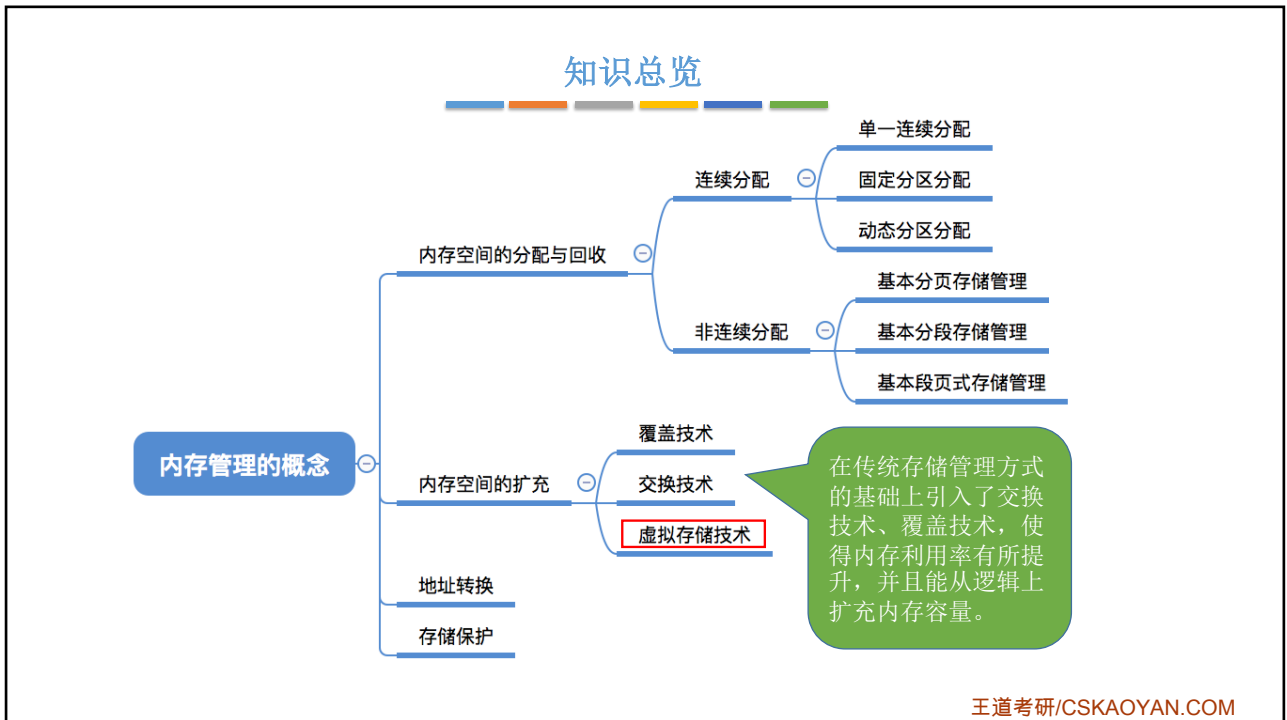 知识总览
单一连续分配
连续分配
固定分区分配
动态分区分配
内存空间的分配与回收
基本分页存储管理
非连续分配
基本分段存储管理
基本段页式存储管理
内存管理的概念
覆盖技术
内存空间的扩充
交换技术
虚拟存储技术
在传统存储管理方式
的基础上引入了交换
技术、覆盖技术，使
得内存利用率有所提
升，并且能从逻辑上
扩充内存容量。
地址转换
存储保护
王道考研/CSKAOYAN.COM